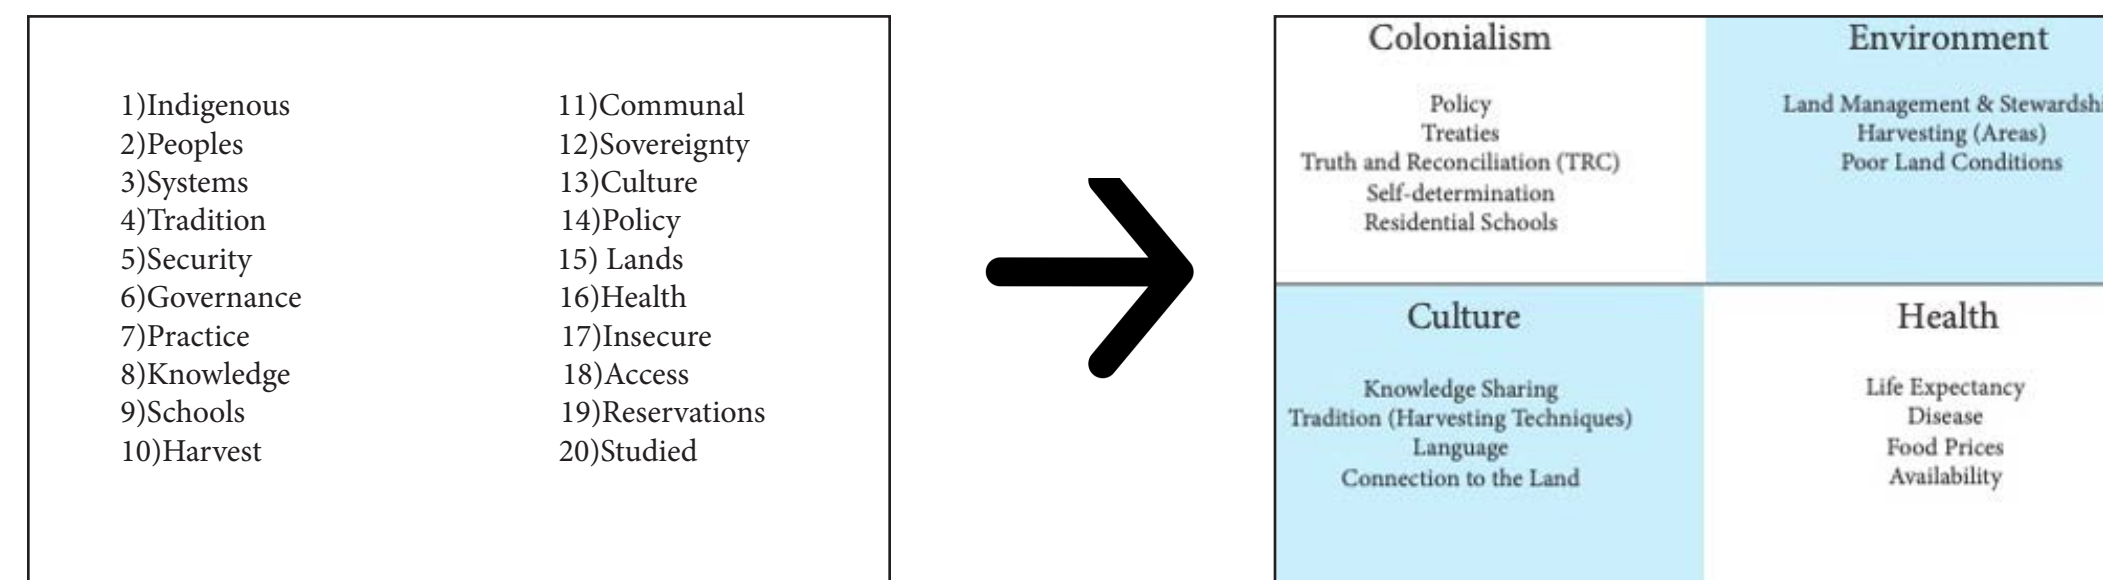 1)Indigenous
2)Peoples
3)Systems
4)Tradition
5)Security
6)Governance
7)Practice
8)Knowledge
9)Schools
10)Harvest
11)Communal
12)Sovereignty
13)Culture
14)Policy
15) Lands
16)Health
17)Insecure
18)Access
19)Reservations
20)Studied
Colonialism
Policy
Treaties
Truth and Reconciliation (TRC)
Self-determination
Residential Schools
Environment
Land Management & Stewardshi
Harvesting (Areas)
Poor Land Conditions
Culture
Knowledge Sharing
Tradition (Harvesting Techniques)
Language
Connection to the Land
Health
Life Expectancy
Disease
Food Prices
Availability